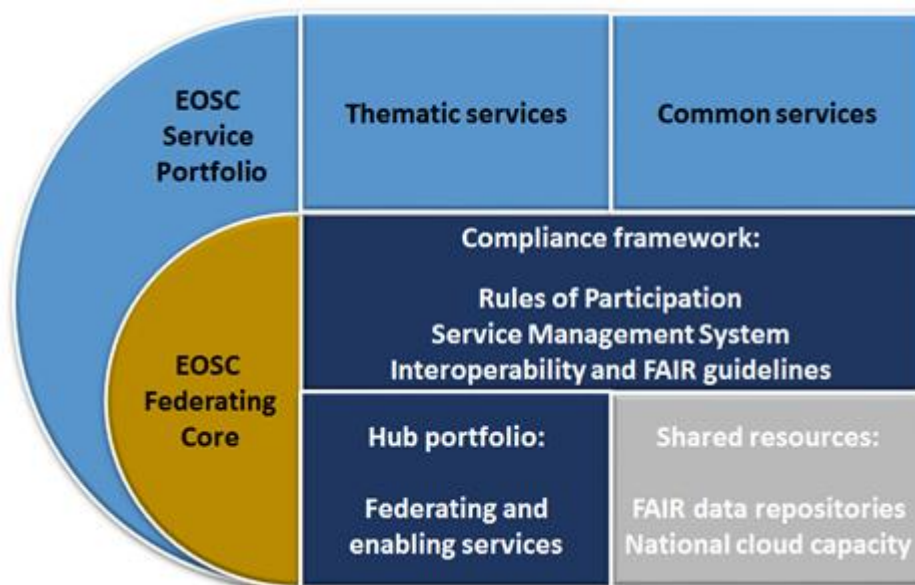 EOSC
Service
Portfolio
Thematic services
Common services
EOSC
Federating
Core
Compliance framework:
Rules of Participation
Service Management System
Interoperability and FAIR guidelines
Hub portfolio:
Federating and
enabling services
Shared resources:
FAIR data repositories
National cloud capacity